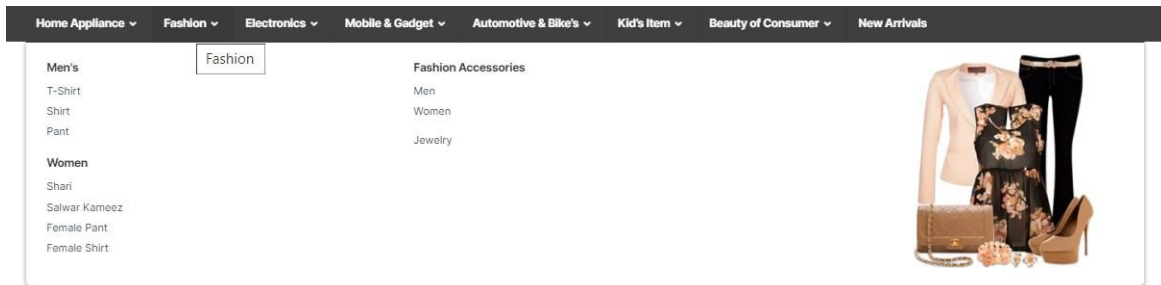 Home Appliance Fashion Electronics Mobile & Gadget Automotive & Bike's Kid's Item Beauty of Consumer New Arrivals
Fashion
Men's
T-Shirt
Shirt
Pant
Women
Shari
Salwar Kameez
Female Pant
Female Shirt
Fashion Accessories
Men
Women
Jewelry